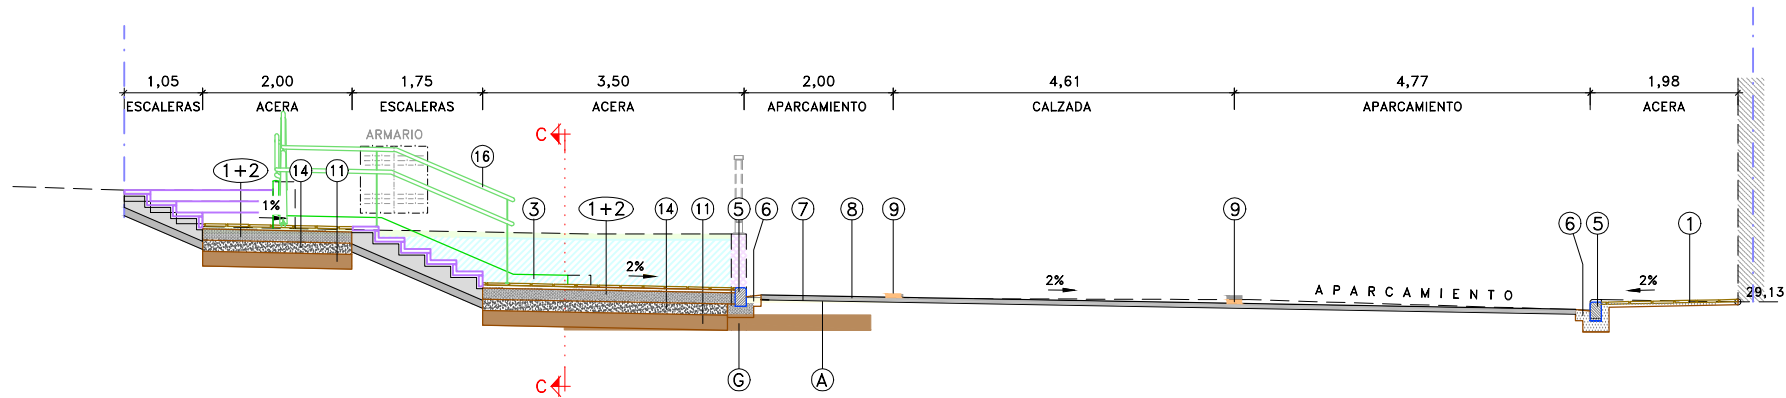 1,05 2,00 1,75 3,50 2,00 4,61 4,77 1,98
ESCALERAS ACERA ESCALERAS ACERA APARCAMIENTO CALZADA APARCAMIENTO ACERA
C ARMARIO
16
1+2 14 11
1%
3 1+2 14 11 5 6 7 8 9 9 6 5 1
2% 2% 2%
APARCAMIENTO 29,13
C G A